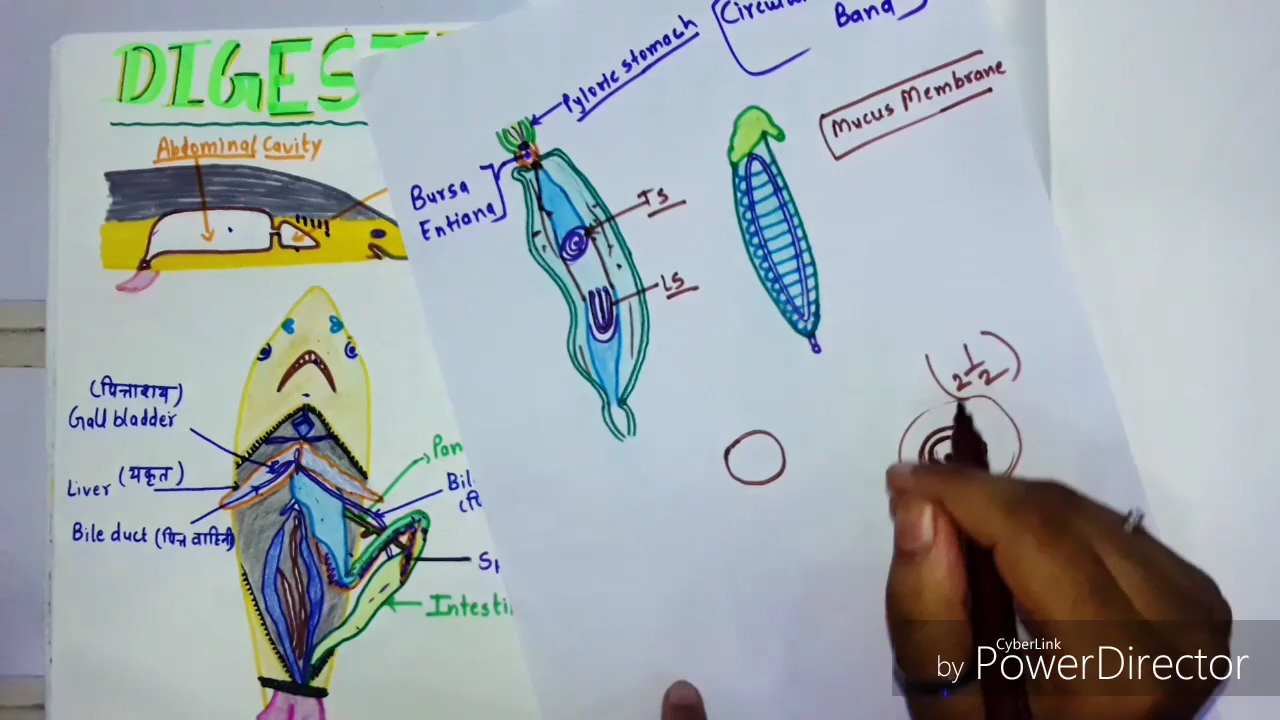 DIGES
Abdominal Cavity
(पित्ताशय)
Gall bladder
Liver (यकृत)
Bile duct (पित्त वाहिनी)
Pan
Bil
Intesti
Pyloric stomach
Bursa
Entiana
TS
LS
Circula
Band
Mucus Membrane
(2 1/2)
CyberLink
by PowerDirector